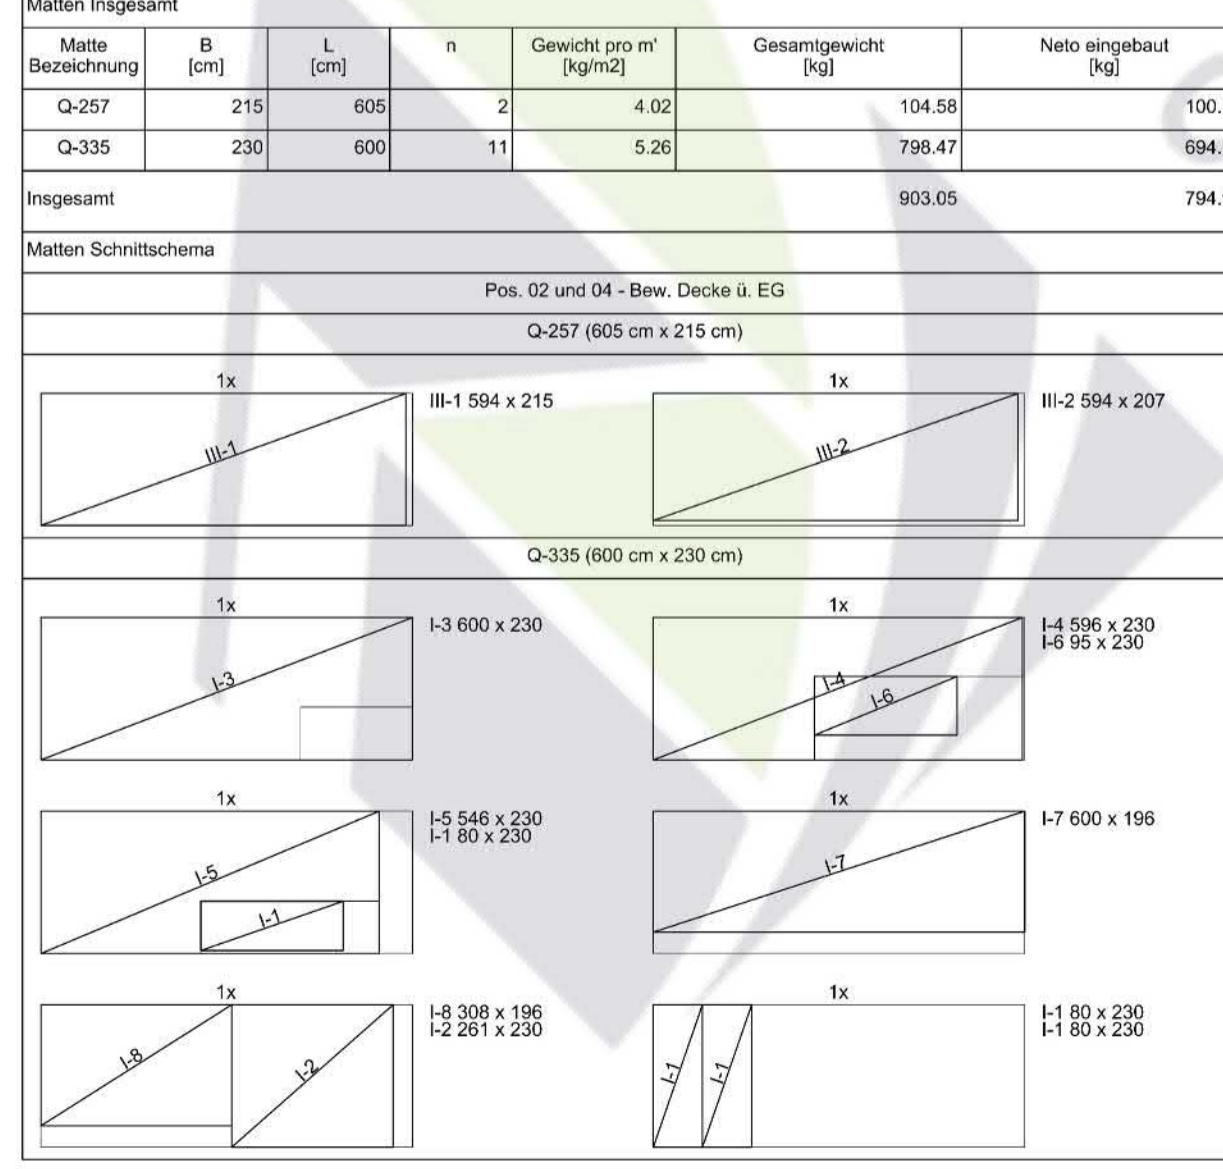 Matten Insgesamt
Matte Bezeichnung B [cm] L [cm] n Gewicht pro m' [kg/m2] Gesamtgewicht [kg] Neto eingebaut [kg]
Q-257 215 605 2 4.02 104.58 100.
Q-335 230 600 11 5.26 798.47 694.
Insgesamt 903.05 794.
Matten Schnittschema
Pos. 02 und 04 - Bew. Decke ü. EG
Q-257 (605 cm x 215 cm)
1x
III-1 594 x 215
III-1
1x
III-2 594 x 207
III-2
Q-335 (600 cm x 230 cm)
1x
I-3 600 x 230
I-3
1x
I-4 596 x 230
I-6 95 x 230
I-4
I-6
1x
I-5 546 x 230
I-1 80 x 230
I-5
I-1
1x
I-7 600 x 196
I-7
1x
I-8 308 x 196
I-2 261 x 230
I-8
I-2
1x
I-1 80 x 230
I-1 80 x 230
I-1
I-1